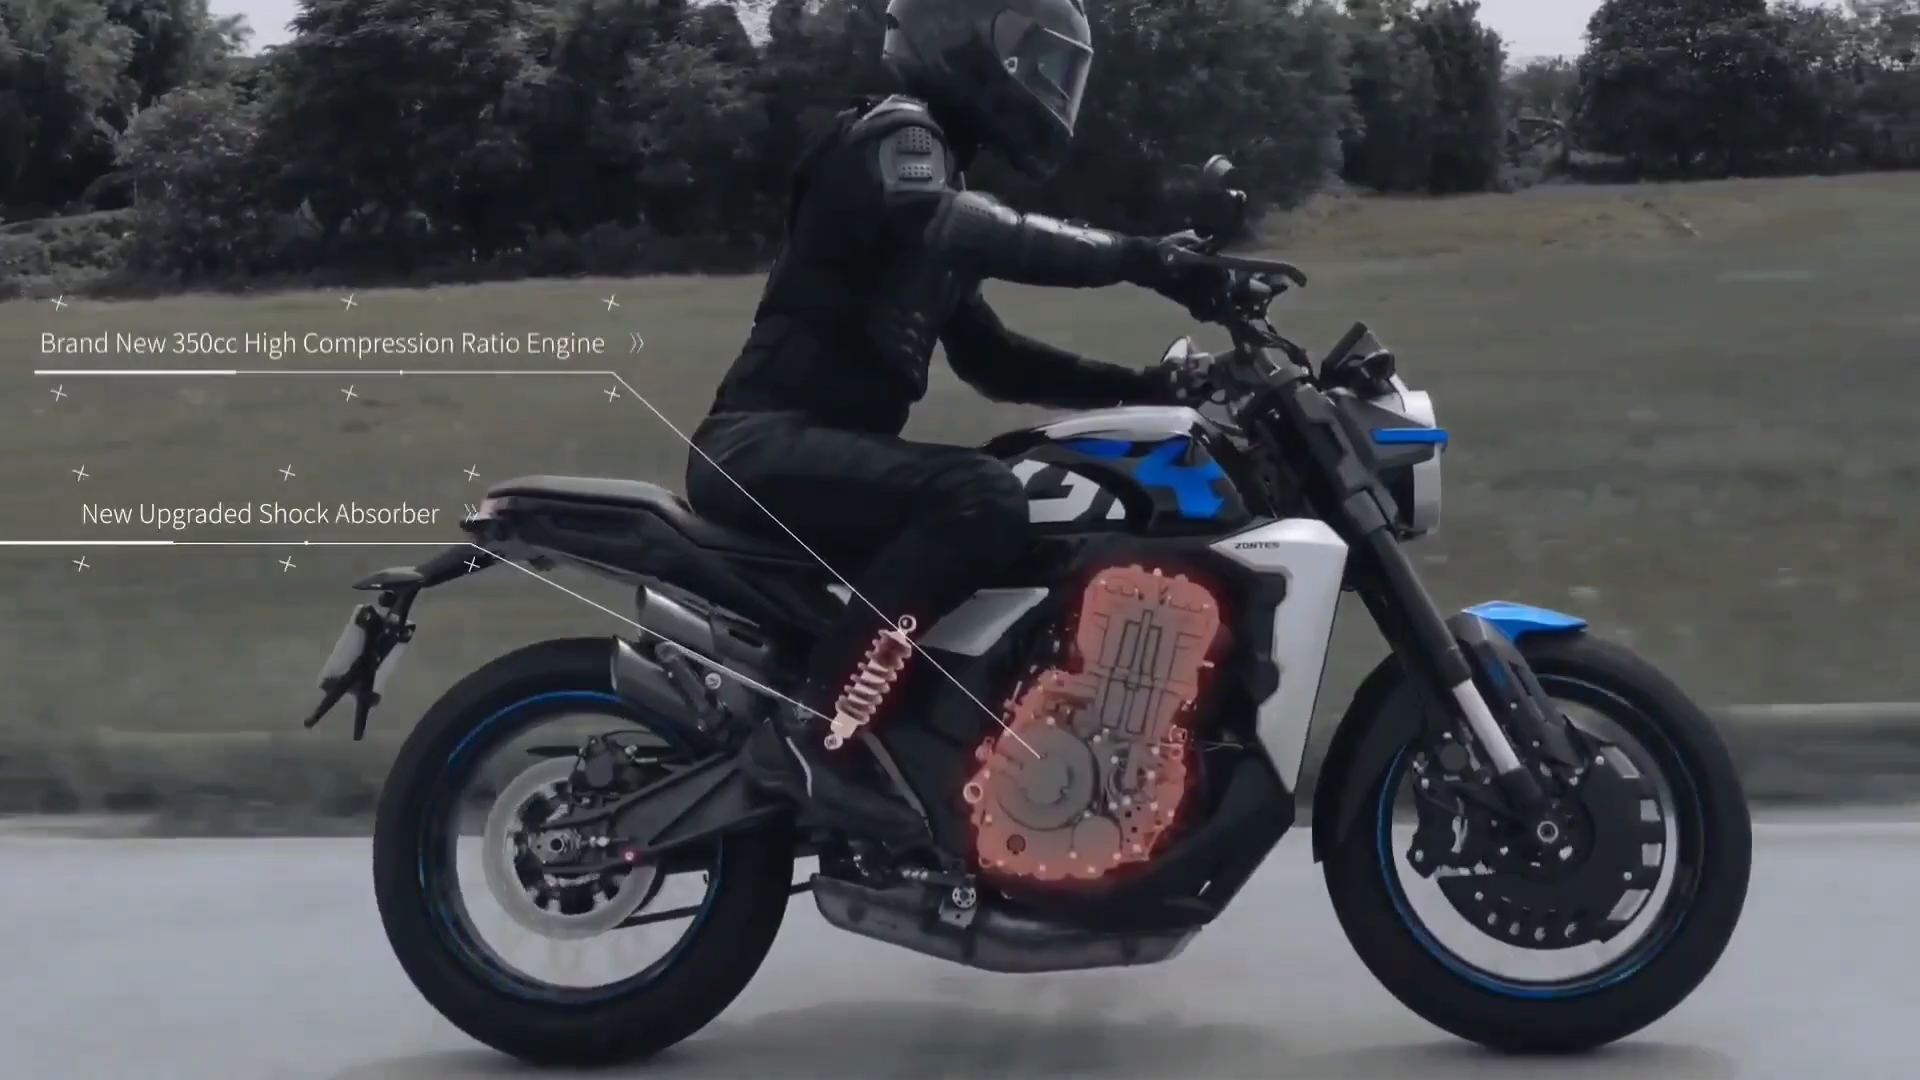 Brand New 350cc High Compression Ratio Engine
New Upgraded Shock Absorber
ZONTES